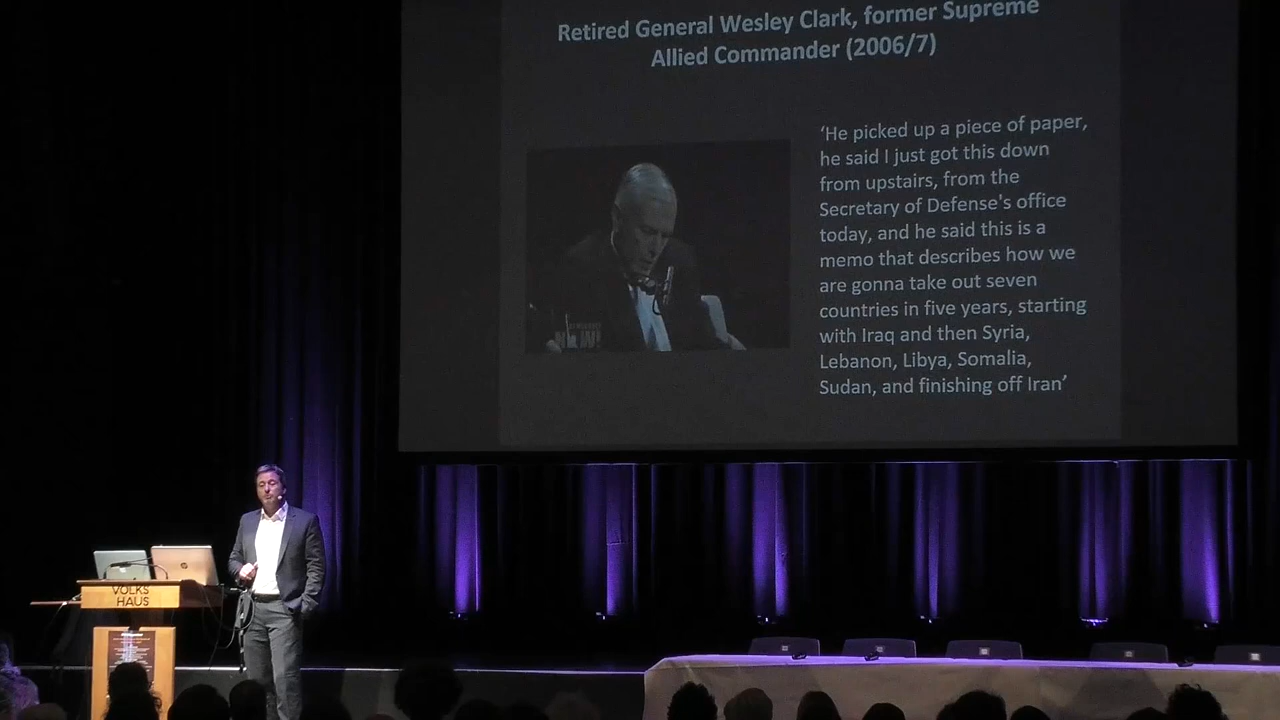 Retired General Wesley Clark, former Supreme
Allied Commander (2006/7)
‘He picked up a piece of paper,
he said I just got this down
from upstairs, from the
Secretary of Defense's office
today, and he said this is a
memo that describes how we
are gonna take out seven
countries in five years, starting
with Iraq and then Syria,
Lebanon, Libya, Somalia,
Sudan, and finishing off Iran’
VOLKS
HAUS